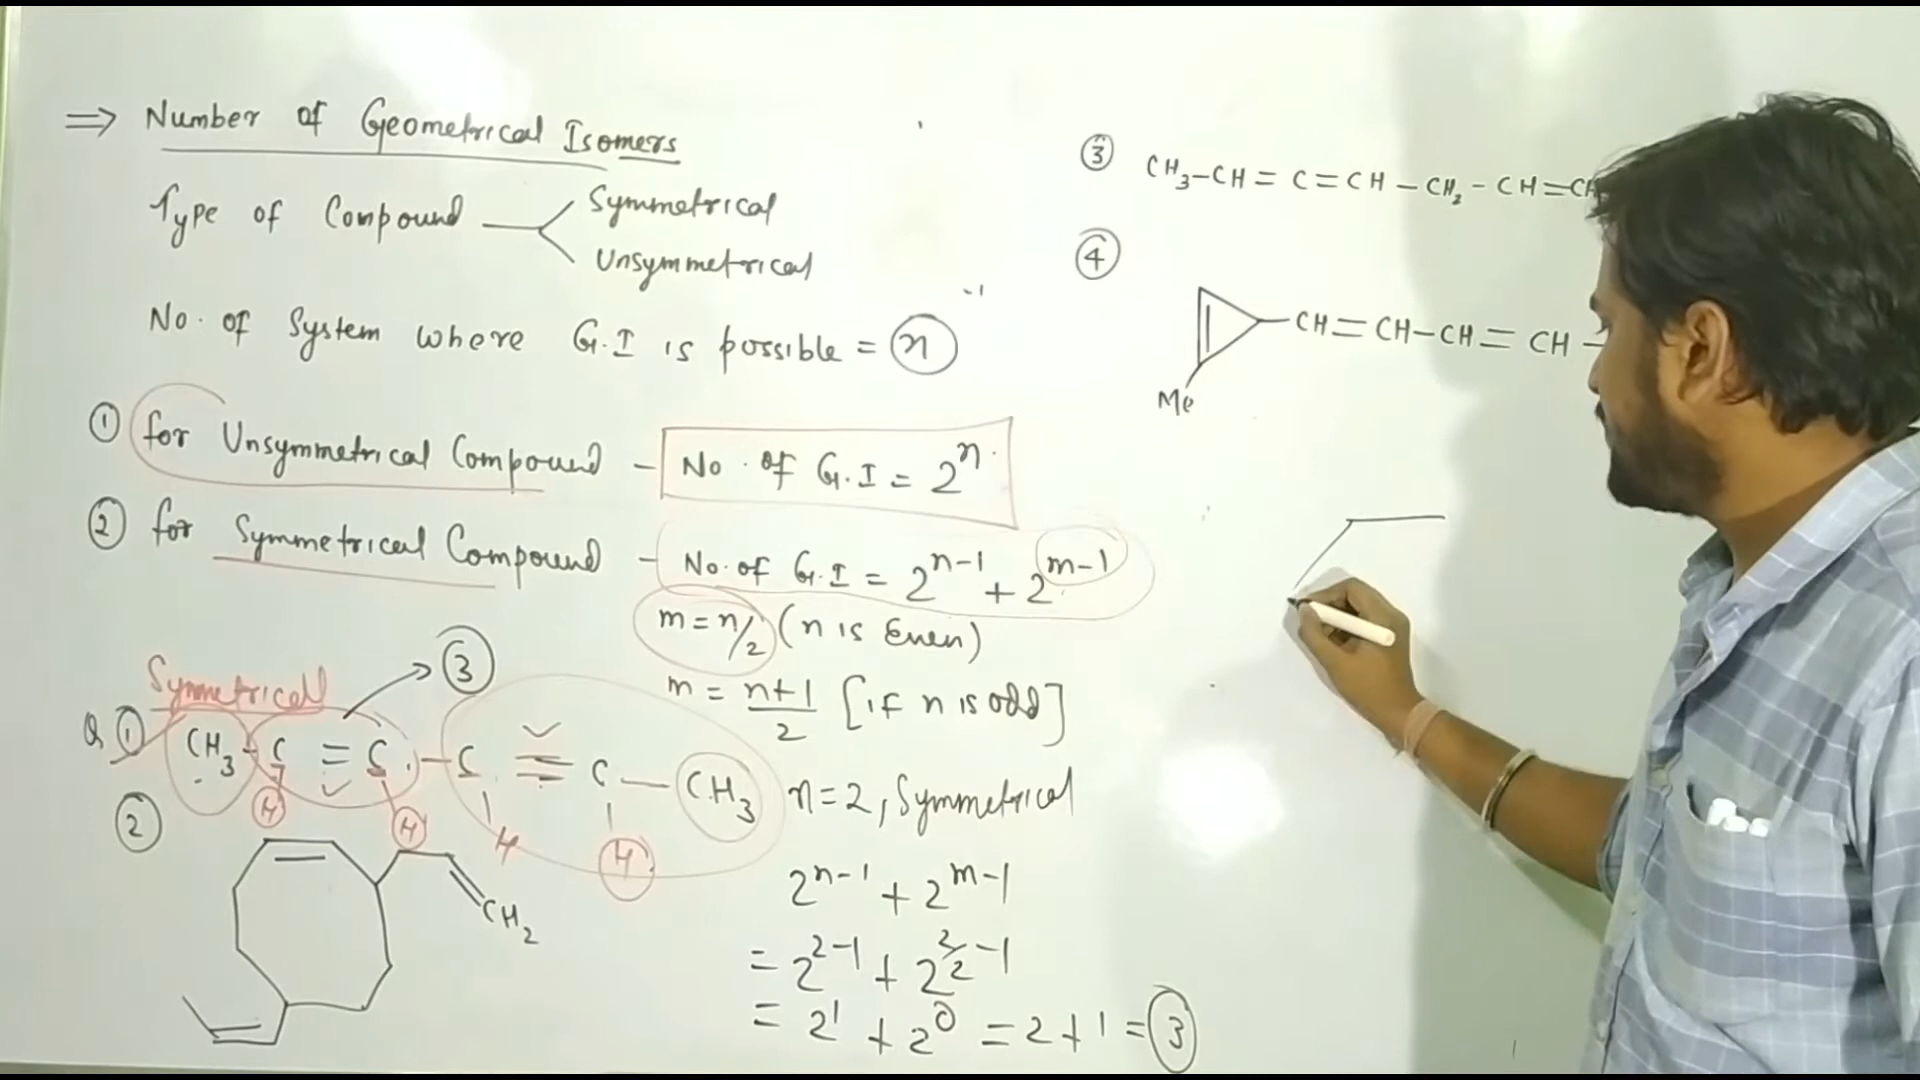 ⇒ Number of Geometrical Isomers
Type of Compound
Symmetrical
Unsymmetrical
No. of System where G.I is possible = n
-1
① for Unsymmetrical Compound - No. of G.I = 2^n
② for Symmetrical Compound - No. of G.I = 2^(n-1) + 2^(m-1)
m = n/2 (n is Even)
m = (n+1)/2 [if n is odd]
Symmetrical
③
Q ① CH3-C=C-C=C-CH3
H H H H
n=2, Symmetrical
2^(n-1) + 2^(m-1)
= 2^(2-1) + 2^(2/2-1)
= 2^1 + 2^0 = 2+1 = ③
②
CH2
③ CH3-CH=C=CH-CH2-CH=CH
④
CH=CH-CH=CH-
Me